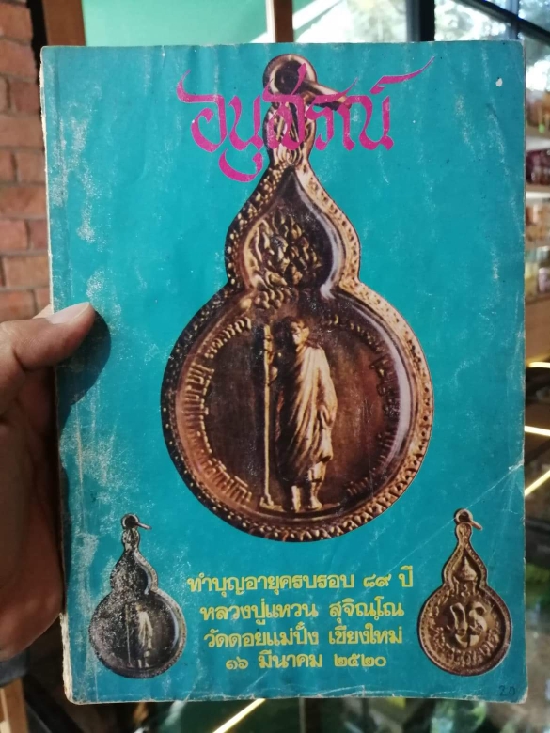 อนุสรณ์
ทำบุญอายุครบรอบ ๘๙ ปี
หลวงปู่แหวน สุจิณฺโณ
วัดดอยแม่ปั๋ง เชียงใหม่
๑๖ มีนาคม ๒๕๒๐